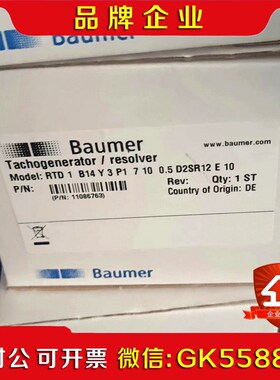 品牌企业
Baumer
www.baumer.com
Tachogenerator / resolver
Model: RTD 1 B14 Y 3 P1 7 10 0.5 D2SR12 E 10
P/N:
(P/N: 11086763)
Rev:
Qty: 1 ST
Country of Origin: DE
Baumer
企业
对公 可开专票 微信:GK5588